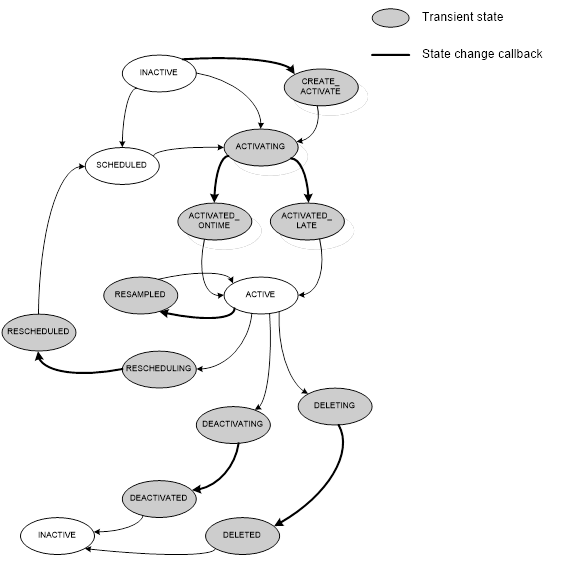 Transient state
State change callback
INACTIVE
CREATE_
ACTIVATE
ACTIVATING
SCHEDULED
ACTIVATED_
ONTIME
ACTIVATED_
LATE
RESAMPLED
ACTIVE
RESCHEDULED
RESCHEDULING
DELETING
DEACTIVATING
DEACTIVATED
INACTIVE
DELETED